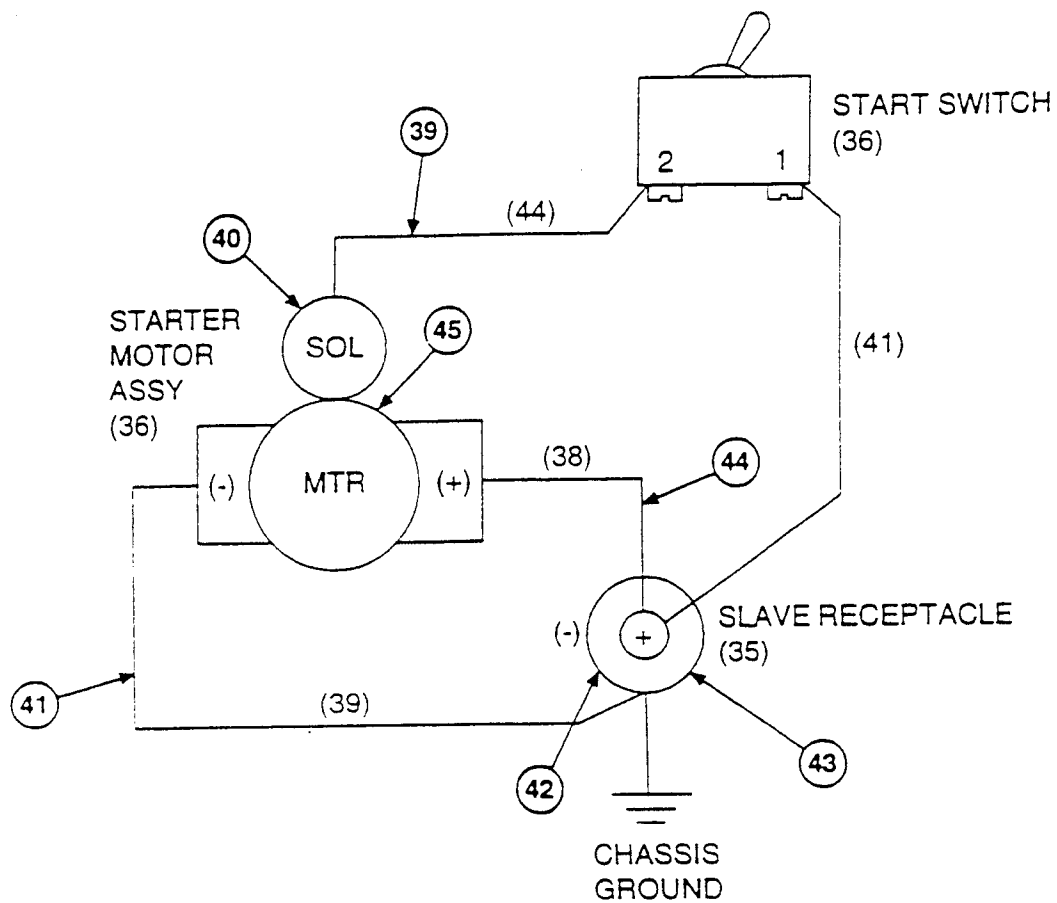 START SWITCH
(36)
2 1
39
(44)
40
STARTER
MOTOR
ASSY
(36)
SOL
45
(41)
(-)
MTR
(+)
(38)
44
(-)
+
SLAVE RECEPTACLE
(35)
41
(39)
42
43
CHASSIS
GROUND